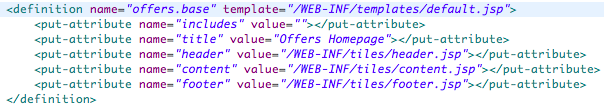 <definition name="offers.base" template="/WEB-INF/templates/default.jsp">
<put-attribute name="includes" value=""></put-attribute>
<put-attribute name="title" value="Offers Homepage"></put-attribute>
<put-attribute name="header" value="/WEB-INF/tiles/header.jsp"></put-attribute>
<put-attribute name="content" value="/WEB-INF/tiles/content.jsp"></put-attribute>
<put-attribute name="footer" value="/WEB-INF/tiles/footer.jsp"></put-attribute>
</definition>